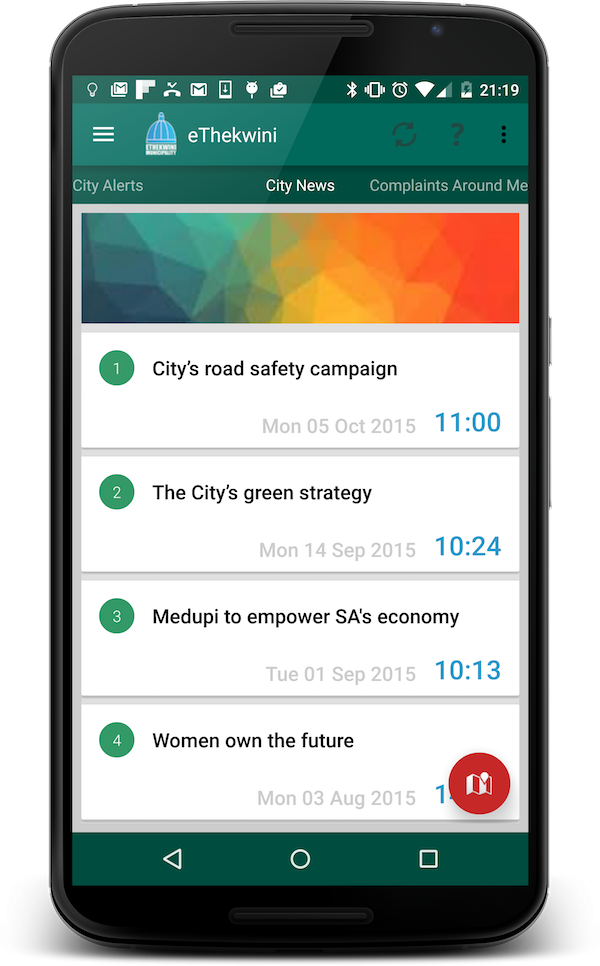 21:19
ETHEKWINI
MUNICIPALITY
eThekwini
?
City Alerts
City News
Complaints Around Me
1
City’s road safety campaign
Mon 05 Oct 2015
11:00
2
The City’s green strategy
Mon 14 Sep 2015
10:24
3
Medupi to empower SA's economy
Tue 01 Sep 2015
10:13
4
Women own the future
Mon 03 Aug 2015